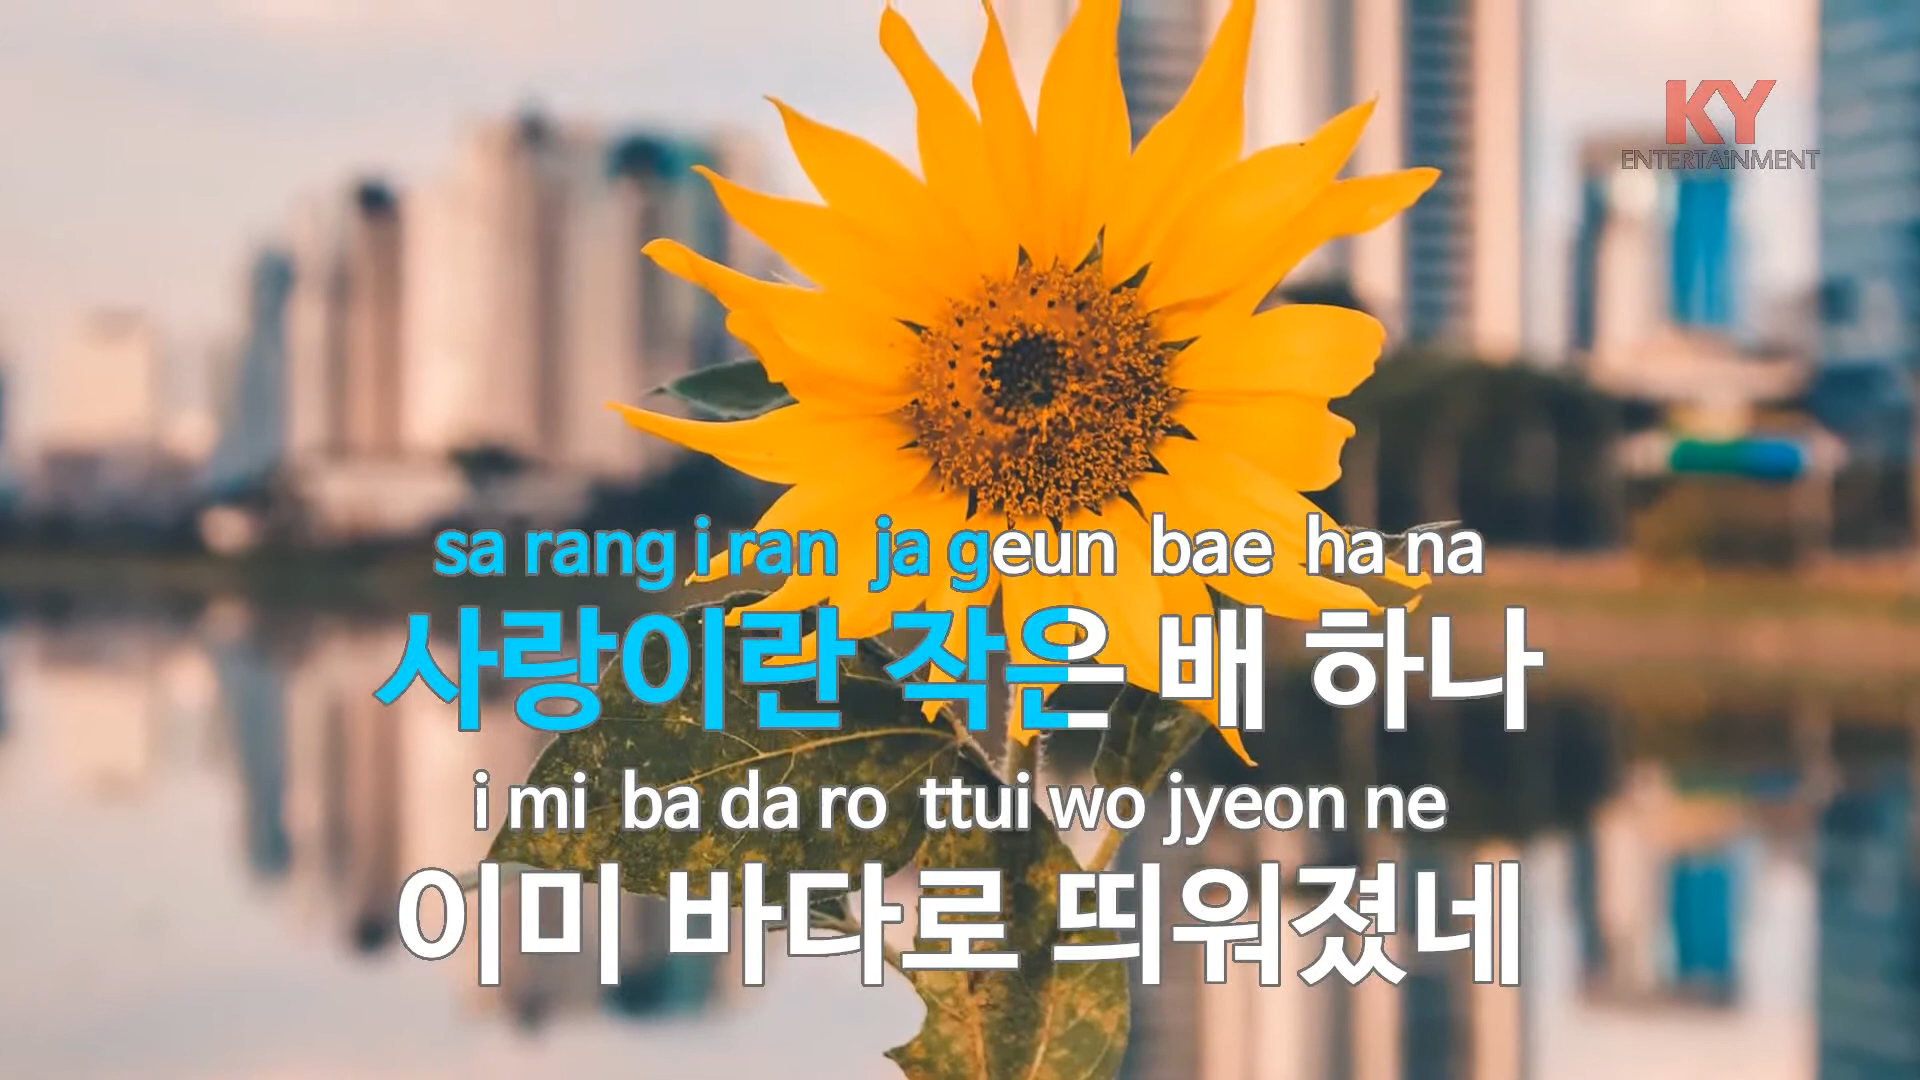 KY
ENTERTAiNMENT
sa rang i ran ja geun bae ha na
사랑이란 작은 배 하나
i mi ba da ro ttui wo jyeon ne
이미 바다로 띄워졌네